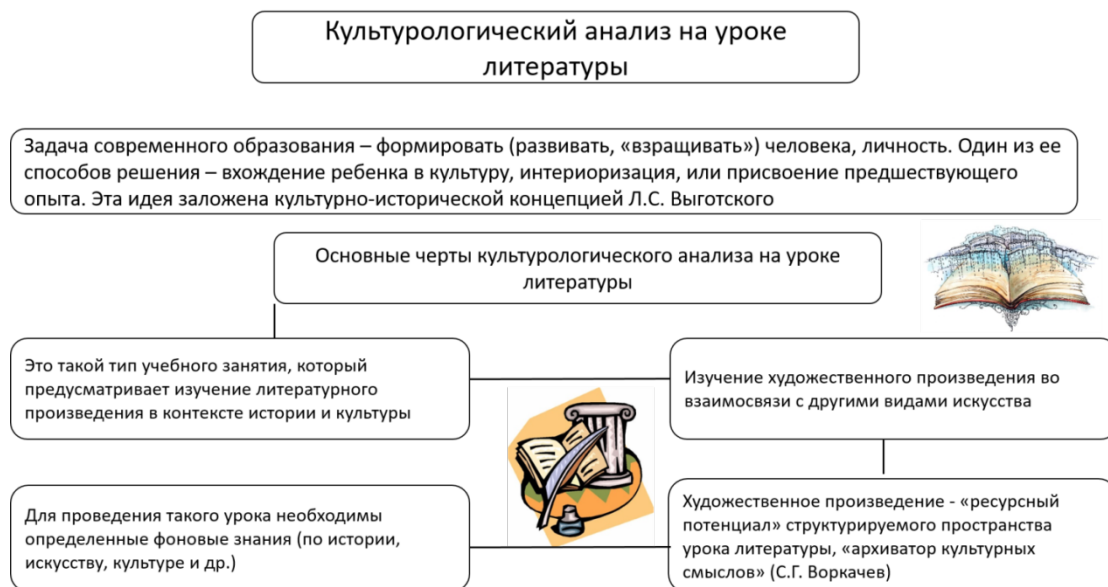 Культурологический анализ на уроке
литературы
Задача современного образования – формировать (развивать, «взращивать») человека, личность. Один из ее
способов решения – вхождение ребенка в культуру, интериоризация, или присвоение предшествующего
опыта. Эта идея заложена культурно-исторической концепцией Л.С. Выготского
Основные черты культурологического анализа на уроке
литературы
Это такой тип учебного занятия, который
предусматривает изучение литературного
произведения в контексте истории и культуры
Изучение художественного произведения во
взаимосвязи с другими видами искусства
Для проведения такого урока необходимы
определенные фоновые знания (по истории,
искусству, культуре и др.)
Художественное произведение - «ресурсный
потенциал» структурируемого пространства
урока литературы, «архиватор культурных
смыслов» (С.Г. Воркачев)